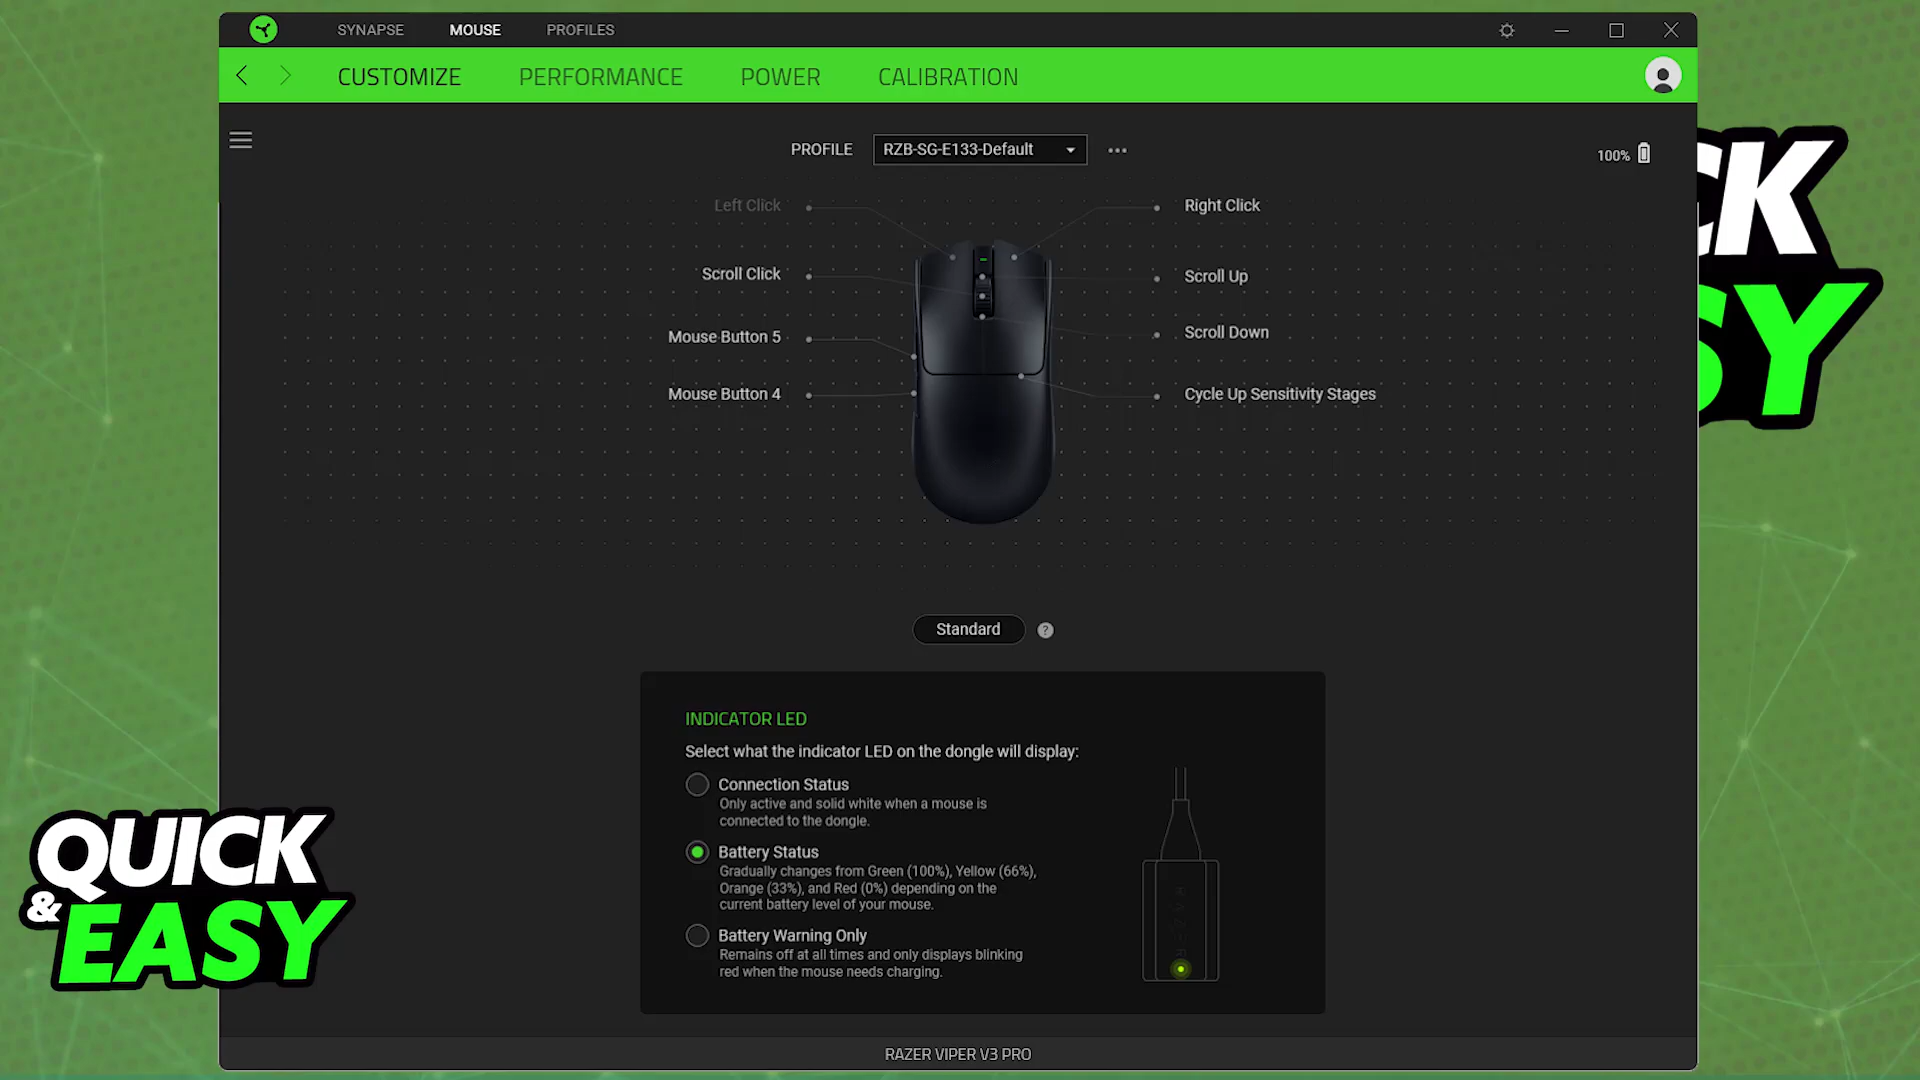 SYNAPSE MOUSE PROFILES
CUSTOMIZE PERFORMANCE POWER CALIBRATION
PROFILE RZB-SG-E133-Default
100%
Left Click
Right Click
Scroll Click
Scroll Up
Mouse Button 5
Scroll Down
Mouse Button 4
Cycle Up Sensitivity Stages
Standard ?
INDICATOR LED
Select what the indicator LED on the dongle will display:
Connection Status
Only active and solid white when a mouse is
connected to the dongle.
Battery Status
Gradually changes from Green (100%), Yellow (66%),
Orange (33%), and Red (0%) depending on the
current battery level of your mouse.
Battery Warning Only
Remains off at all times and only displays blinking
red when the mouse needs charging.
RAZER VIPER V3 PRO
QUICK
& EASY
CK
SY